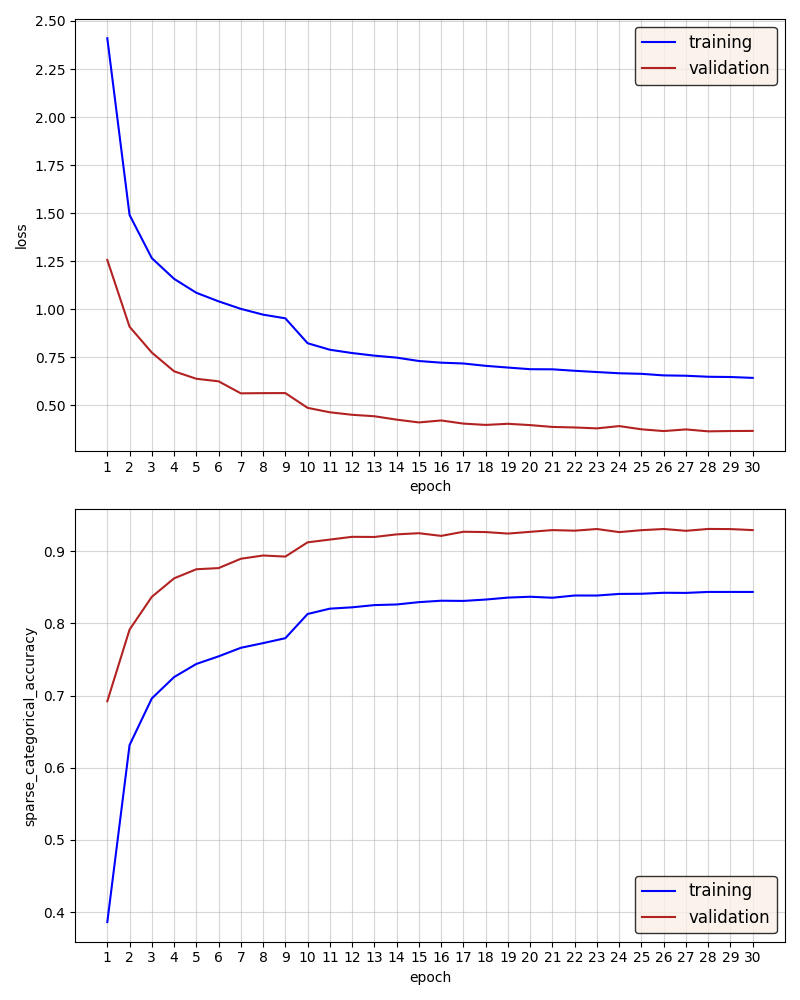 2.50
2.25
2.00
1.75
1.50
1.25
1.00
0.75
0.50
loss
training
validation
1 2 3 4 5 6 7 8 9 10 11 12 13 14 15 16 17 18 19 20 21 22 23 24 25 26 27 28 29 30
epoch
0.9
0.8
0.7
0.6
0.5
0.4
sparse_categorical_accuracy
training
validation
1 2 3 4 5 6 7 8 9 10 11 12 13 14 15 16 17 18 19 20 21 22 23 24 25 26 27 28 29 30
epoch